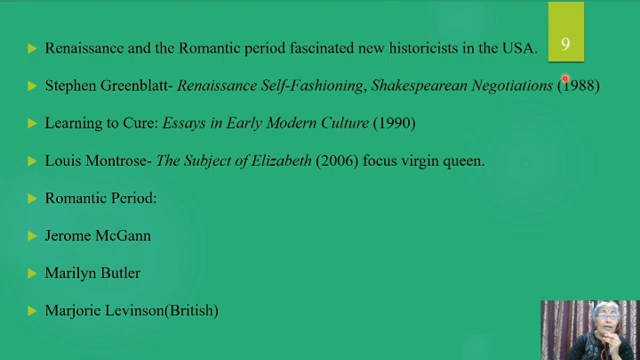 9
Renaissance and the Romantic period fascinated new historicists in the USA.
Stephen Greenblatt- Renaissance Self-Fashioning, Shakespearean Negotiations (1988)
Learning to Cure: Essays in Early Modern Culture (1990)
Louis Montrose- The Subject of Elizabeth (2006) focus virgin queen.
Romantic Period:
Jerome McGann
Marilyn Butler
Marjorie Levinson(British)